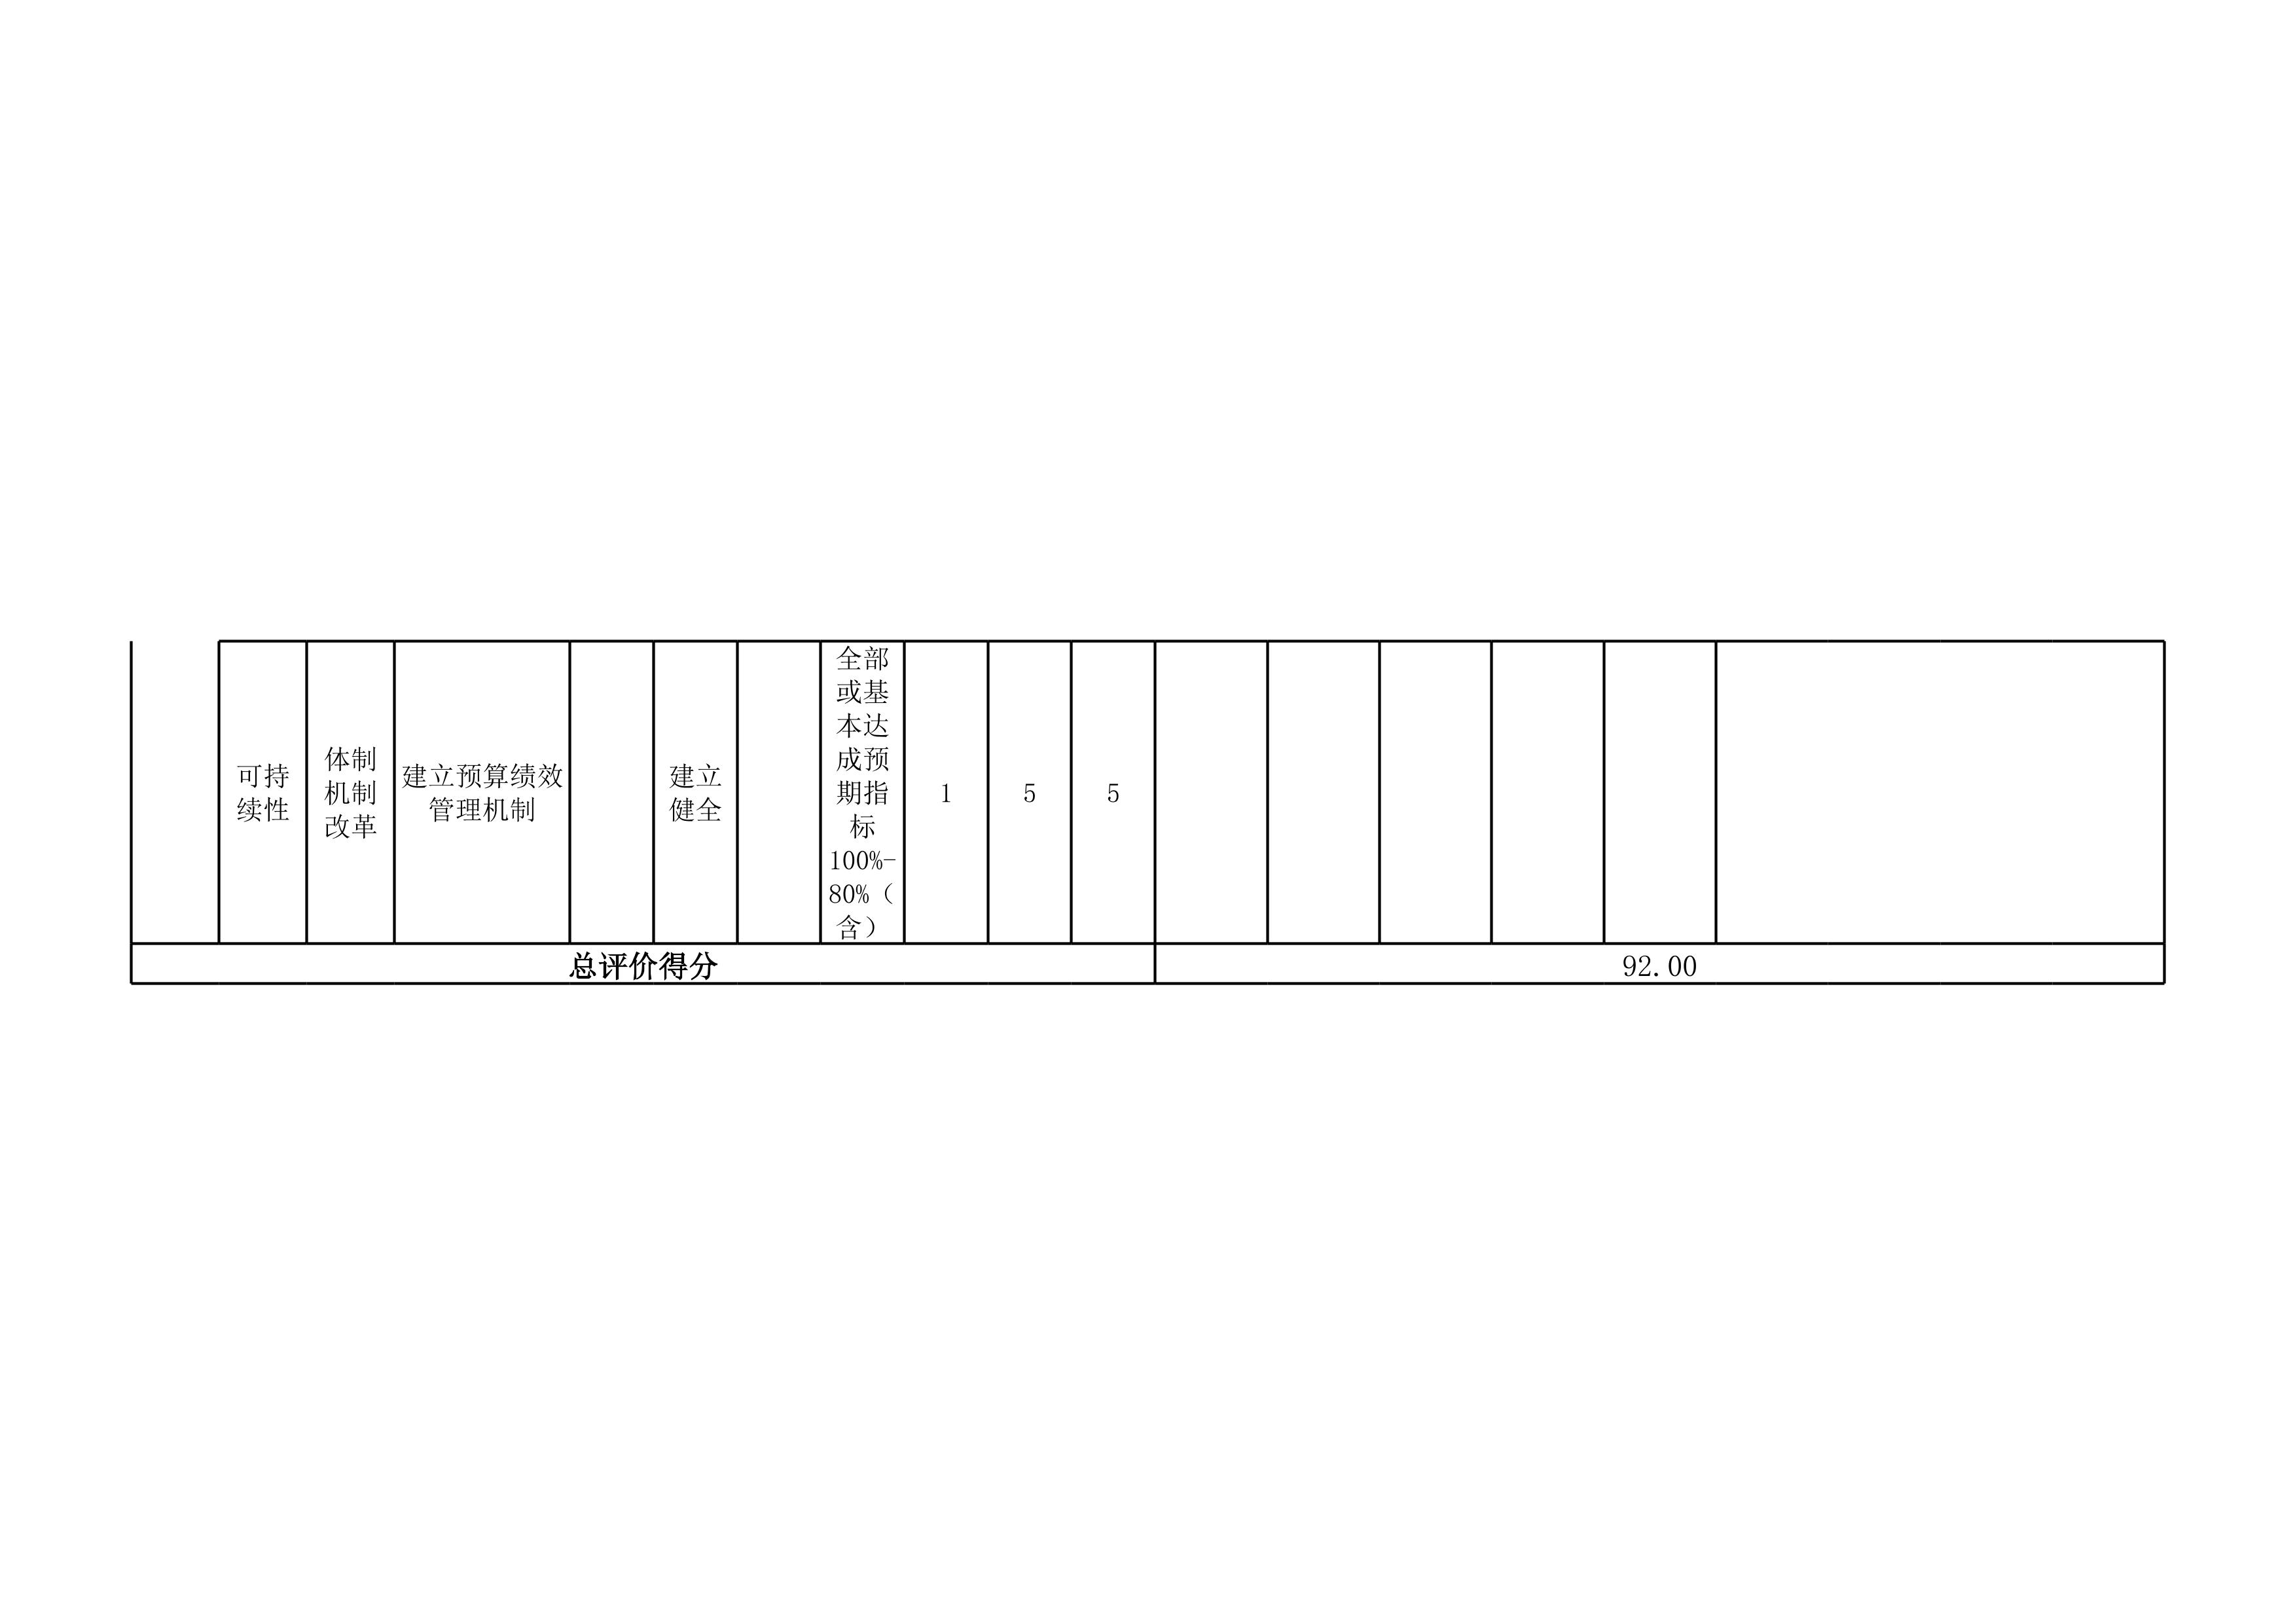 可持
续性
体制
机制
改革
建立预算绩效
管理机制
建立
健全
全部
或基
本达
成预
期指
标
100%-
80%（
含）
1
5
5
总评价得分
92.00